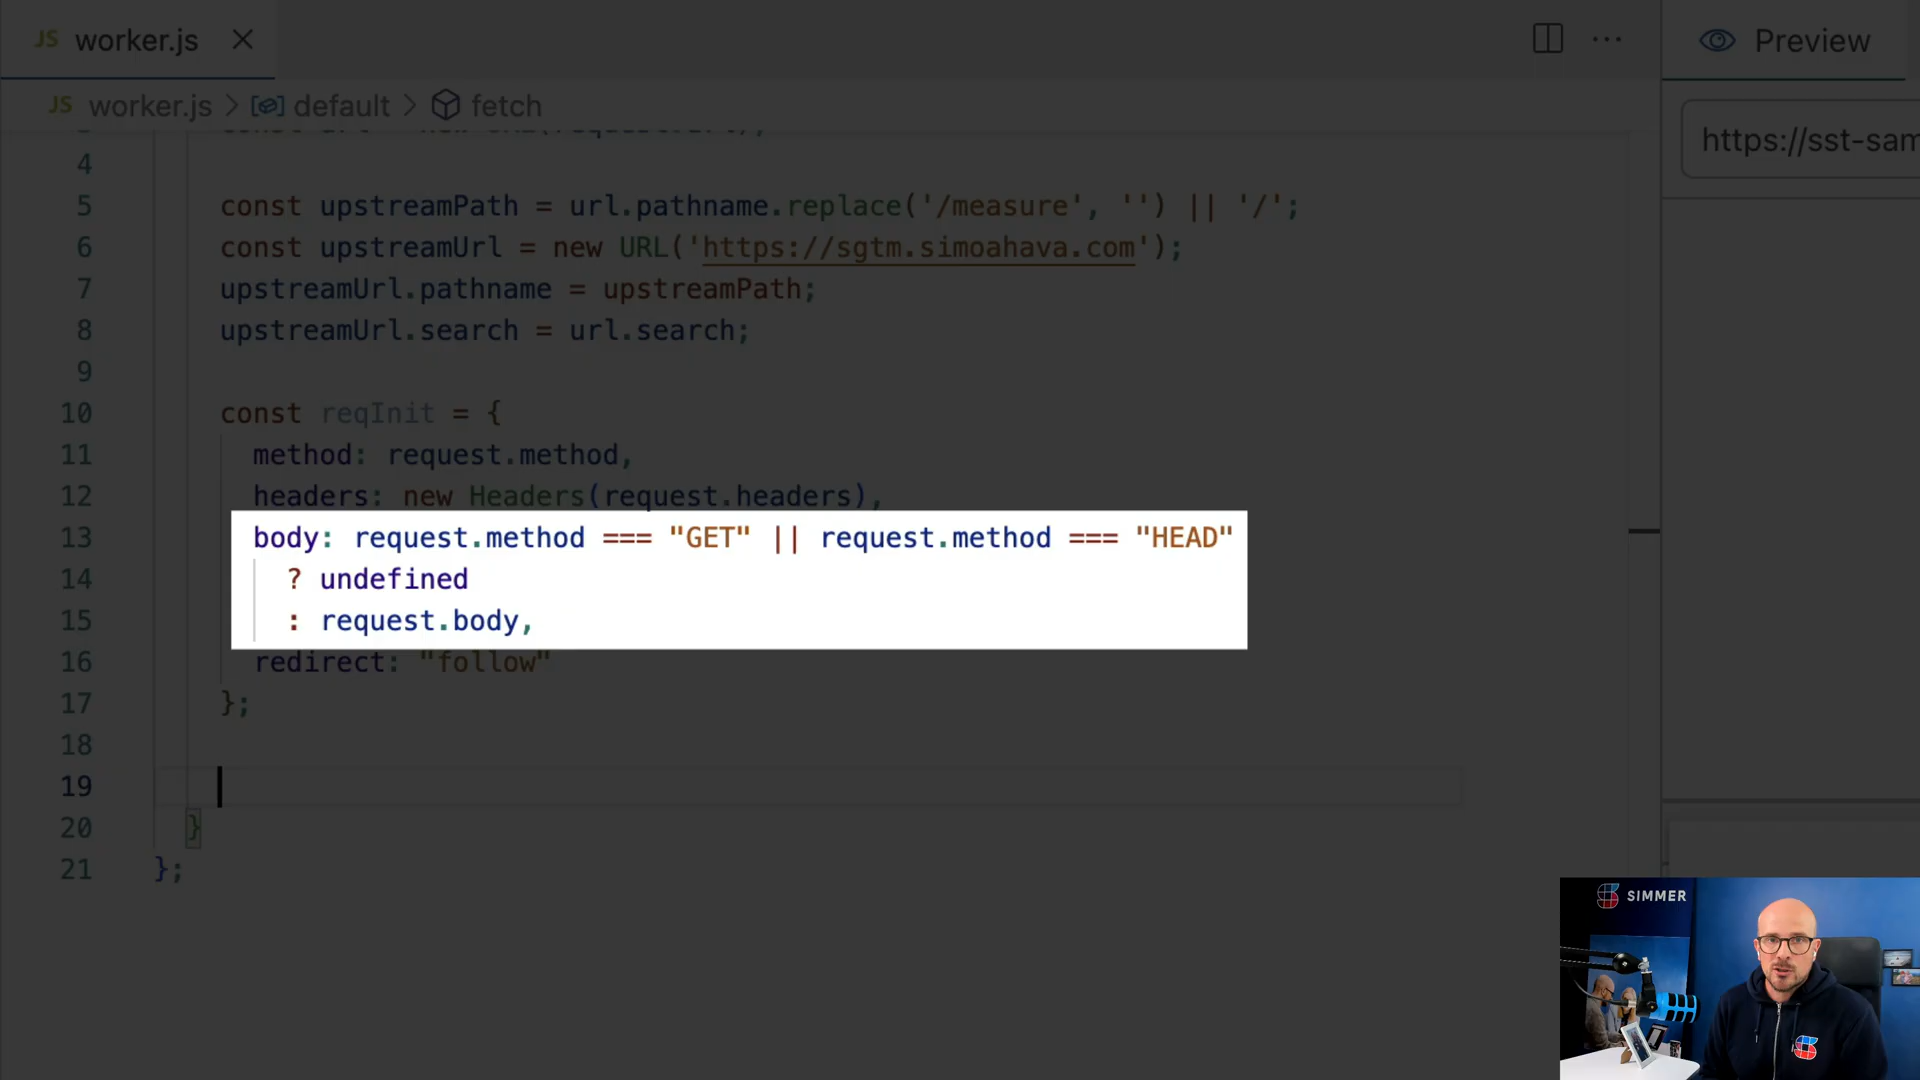 JS worker.js
Preview
JS worker.js > default > fetch
https://sst-sam
4
5 const upstreamPath = url.pathname.replace('/measure', '') || '/';
6 const upstreamUrl = new URL('https://sgtm.simoahava.com');
7 upstreamUrl.pathname = upstreamPath;
8 upstreamUrl.search = url.search;
9
10 const reqInit = {
11 method: request.method,
12 headers: new Headers(request.headers),
13 body: request.method === "GET" || request.method === "HEAD"
14 ? undefined
15 : request.body,
16 redirect: "follow"
17 };
18
19
20 }
21 };
SIMMER